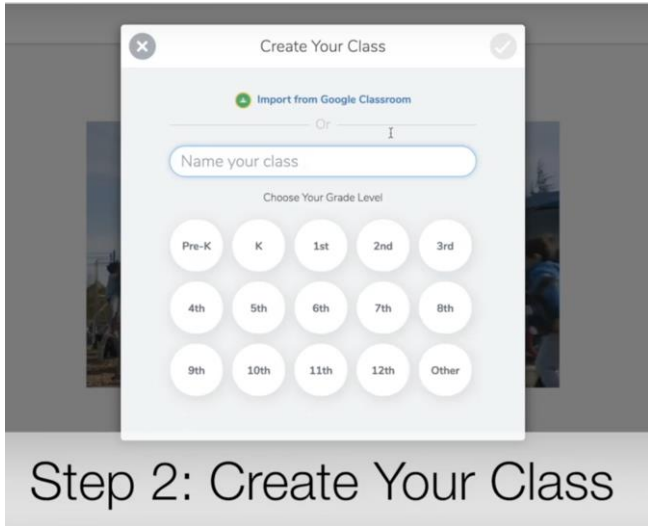 Create Your Class
Import from Google Classroom
Or
Name your class
Choose Your Grade Level
Pre-K K 1st 2nd 3rd
4th 5th 6th 7th 8th
9th 10th 11th 12th Other
Step 2: Create Your Class